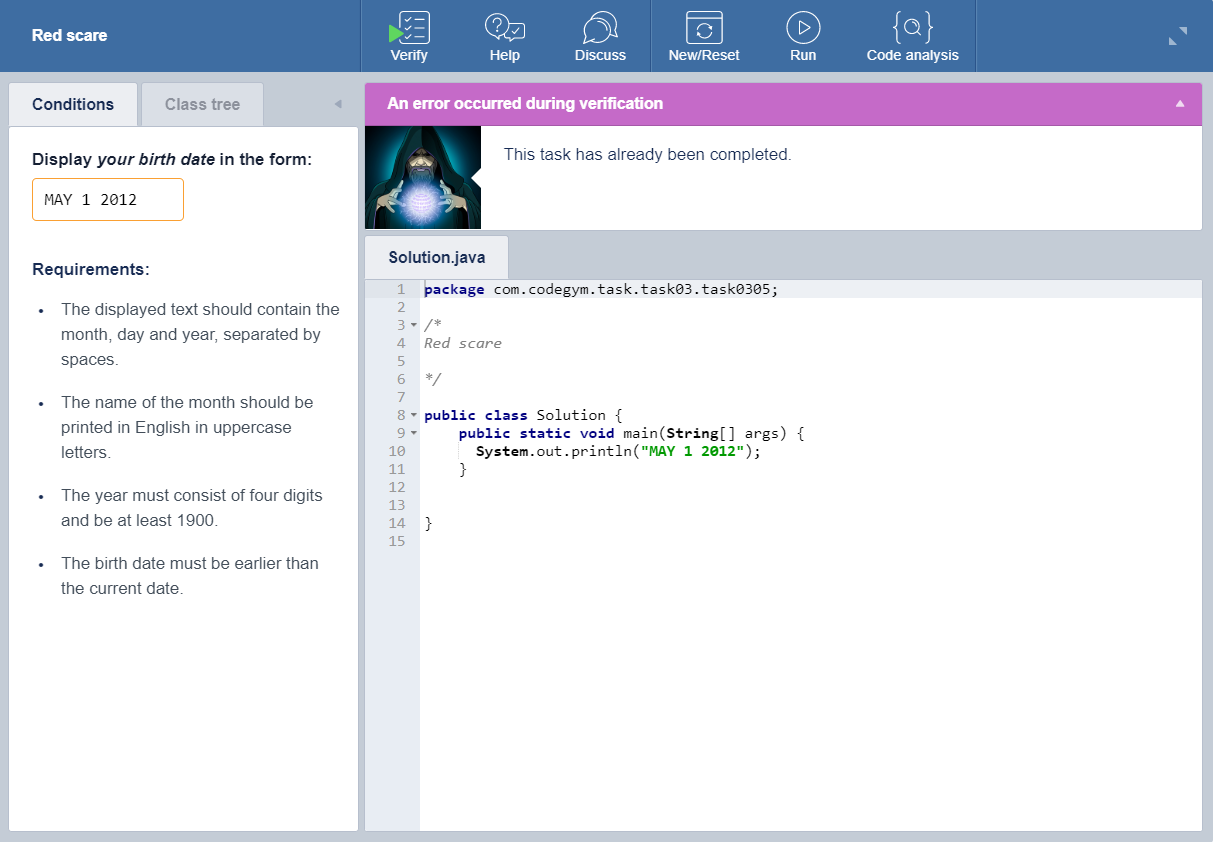 Red scare
Verify
Help
Discuss
New/Reset
Run
Code analysis
Conditions
Class tree
Display your birth date in the form:
MAY 1 2012
Requirements:
The displayed text should contain the
month, day and year, separated by
spaces.
The name of the month should be
printed in English in uppercase
letters.
The year must consist of four digits
and be at least 1900.
The birth date must be earlier than
the current date.
An error occurred during verification
This task has already been completed.
Solution.java
1 package com.codegym.task.task03.task0305;
2
3 /*
4 Red scare
5
6 */
7
8 public class Solution {
9 public static void main(String[] args) {
10 System.out.println("MAY 1 2012");
11 }
12
13
14 }
15